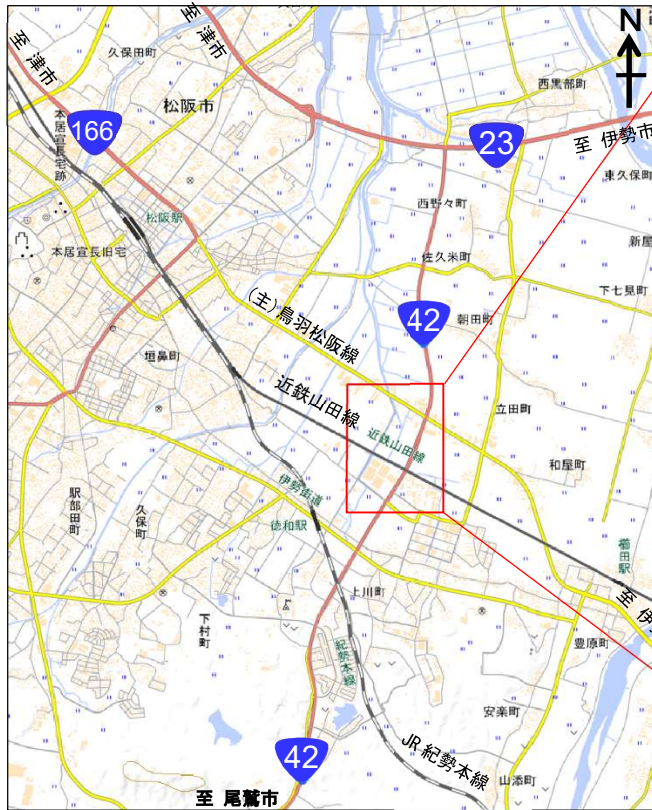 至 津市
久保田町
至 津市
N
西黒部町
松阪市
166
23
至 伊勢市
本居宣長宅跡
東久保町
西野々町
松阪駅
新屋
本居宣長旧宅
佐久米町
下七見町
(主)鳥羽松阪線
42
朝田町
垣鼻町
近鉄山田線
立田町
近鉄山田線
和屋町
駅部田町
久保町
伊勢街道
徳和駅
櫛田駅
上川町
至 伊
下村町
豊原町
紀勢本線
安楽町
42
JR紀勢本線
山添町
至 尾鷲市